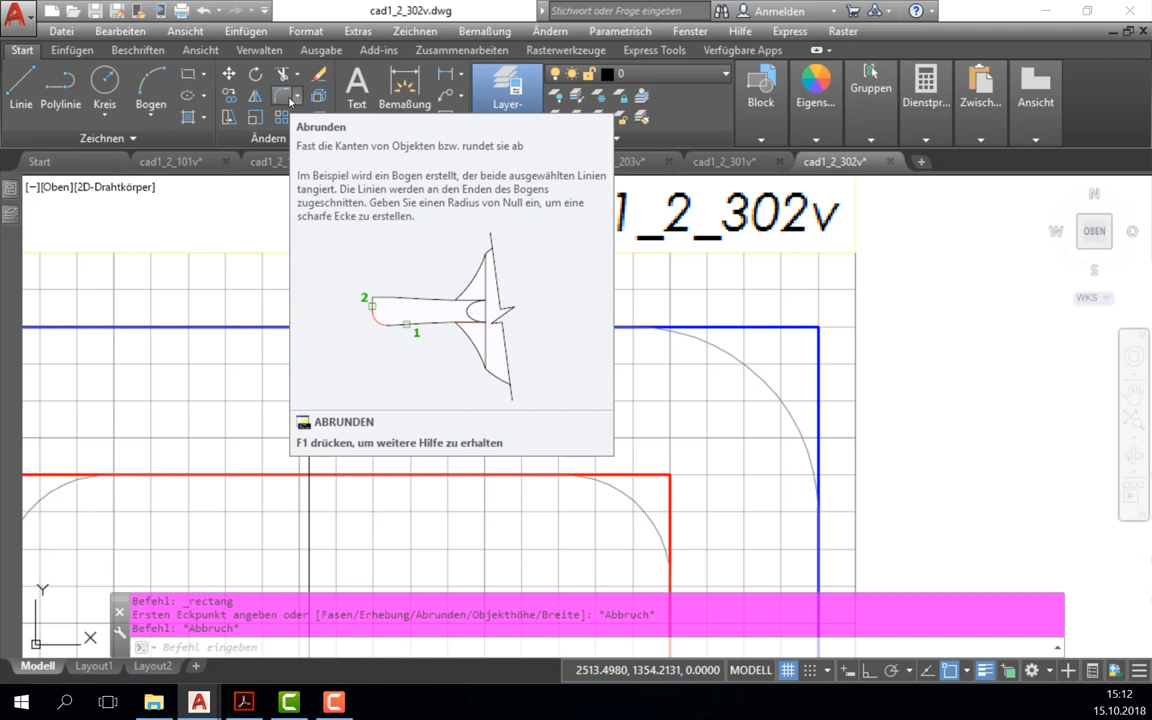 cad1_2_302v.dwg
Stichwort oder Frage eingeben
Anmelden
Datei Bearbeiten Ansicht Einfügen Format Extras Zeichnen Bemaßung Ändern Parametrisch Fenster Hilfe Express Raster
Start Einfügen Beschriften Ansicht Verwalten Ausgabe Add-ins Zusammenarbeiten Rasterwerkzeuge Express Tools Verfügbare Apps
0
Linie Polylinie Kreis Bogen Text Bemaßung Layer- Block Eigens... Gruppen Dienstpr... Zwisch... Ansicht
Zeichnen
Ändern
Start cad1_2_101v* cad1_2_ _203v* cad1_2_301v* cad1_2_302v*
Abrunden
Fast die Kanten von Objekten bzw. rundet sie ab
Im Beispiel wird ein Bogen erstellt, der beide ausgewählten Linien
tangiert. Die Linien werden an den Enden des Bogens
zugeschnitten. Geben Sie einen Radius von Null ein, um eine
scharfe Ecke zu erstellen.
2
1
ABRUNDEN
F1 drücken, um weitere Hilfe zu erhalten
[−][Oben][2D-Drahtkörper]
1_2_302v
N
W OBEN O
S
WKS
Y
X
Befehl: _rectang
Ersten Eckpunkt angeben oder [Fasen/Erhebung/Abrunden/Objekthöhe/Breite]: *Abbruch*
Befehl: *Abbruch*
Befehl eingeben
Modell Layout1 Layout2
2513.4980, 1354.2131, 0.0000 MODELL
15:12
15.10.2018